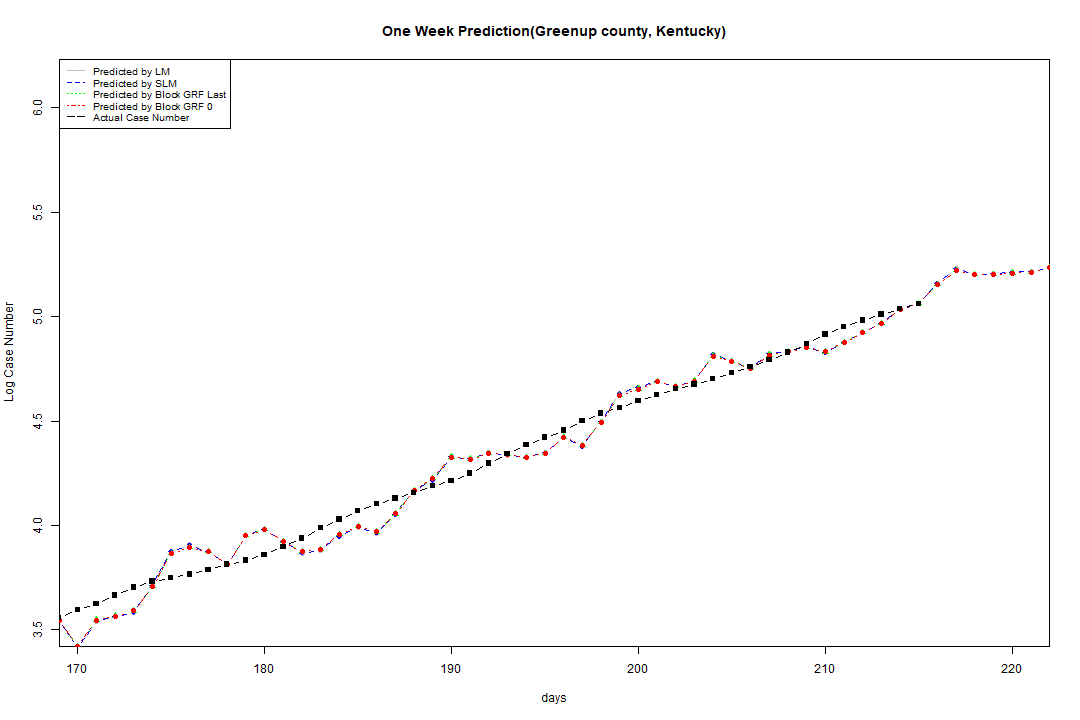 One Week Prediction(Greenup county, Kentucky)
Predicted by LM
Predicted by SLM
Predicted by Block GRF Last
Predicted by Block GRF 0
Actual Case Number
6.0
5.5
5.0
4.5
4.0
3.5
Log Case Number
170 180 190 200 210 220
days